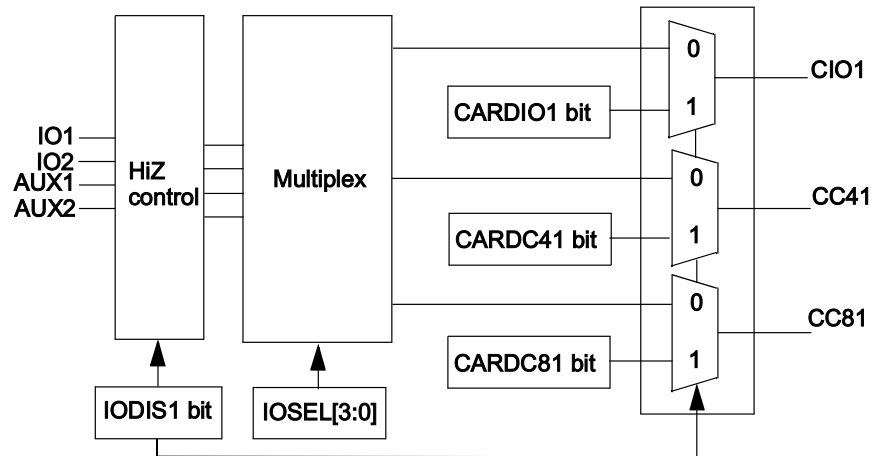 IO1
IO2
AUX1
AUX2
HiZ
control
Multiplex
IODIS1 bit
IOSEL[3:0]
CARDIO1 bit
CARDC41 bit
CARDC81 bit
0
1
0
1
0
1
CIO1
CC41
CC81